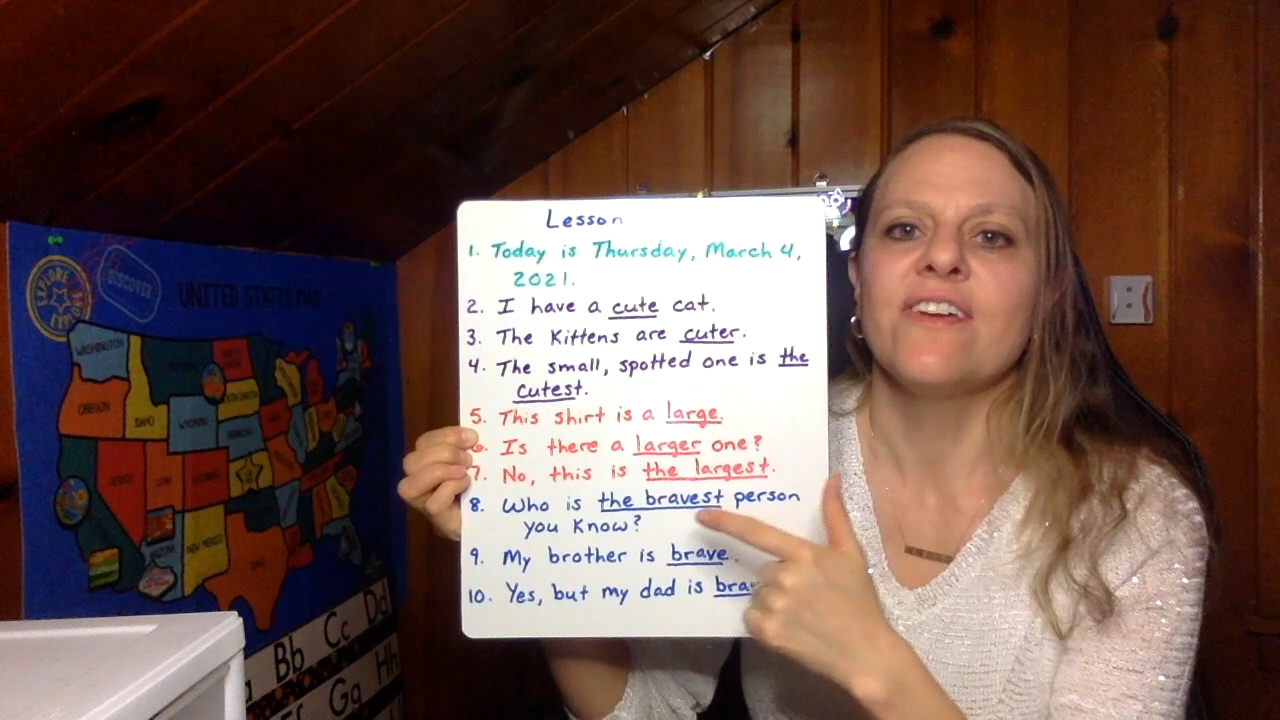 Lesson
1. Today is Thursday, March 4,
2021.
2. I have a cute cat.
3. The Kittens are cuter.
4. The small, spotted one is the
cutest.
5. This shirt is a large.
6. Is there a larger one?
7. No, this is the largest.
8. Who is the bravest person
you Know?
9. My brother is brave.
10. Yes, but my dad is
EXPLORE
DISCOVER
UNITED STATES MAP
WASHINGTON
OREGON
IDAHO
WYOMING
NEVADA
NEW MEXICO
Bb Cc Dd
Gg Hh